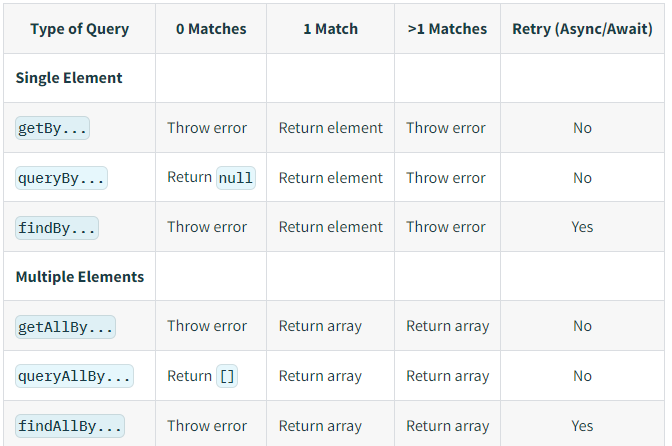 Type of Query 0 Matches 1 Match >1 Matches Retry (Async/Await)
Single Element
getBy... Throw error Return element Throw error No
queryBy... Return null Return element Throw error No
findBy... Throw error Return element Throw error Yes
Multiple Elements
getAllBy... Throw error Return array Return array No
queryAllBy... Return [] Return array Return array No
findAllBy... Throw error Return array Return array Yes